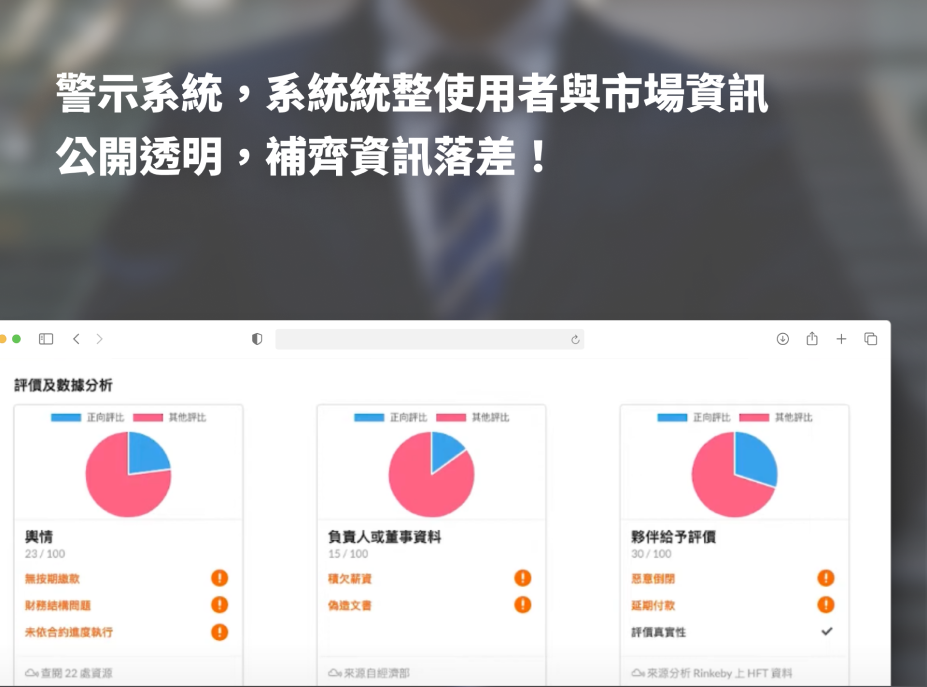 警示系統，系統統整使用者與市場資訊
公開透明，補齊資訊落差！
評價及數據分析
正向評比 其他評比
輿情
23 / 100
無按期繳款
財務結構問題
未依合約進度執行
查閱 22 處資源
正向評比 其他評比
負責人或董事資料
15 / 100
積欠薪資
偽造文書
來源自經濟部
正向評比 其他評比
夥伴給予評價
30 / 100
惡意倒閉
延期付款
評價真實性
來源分析 Rinkeby 上 HFT 資料